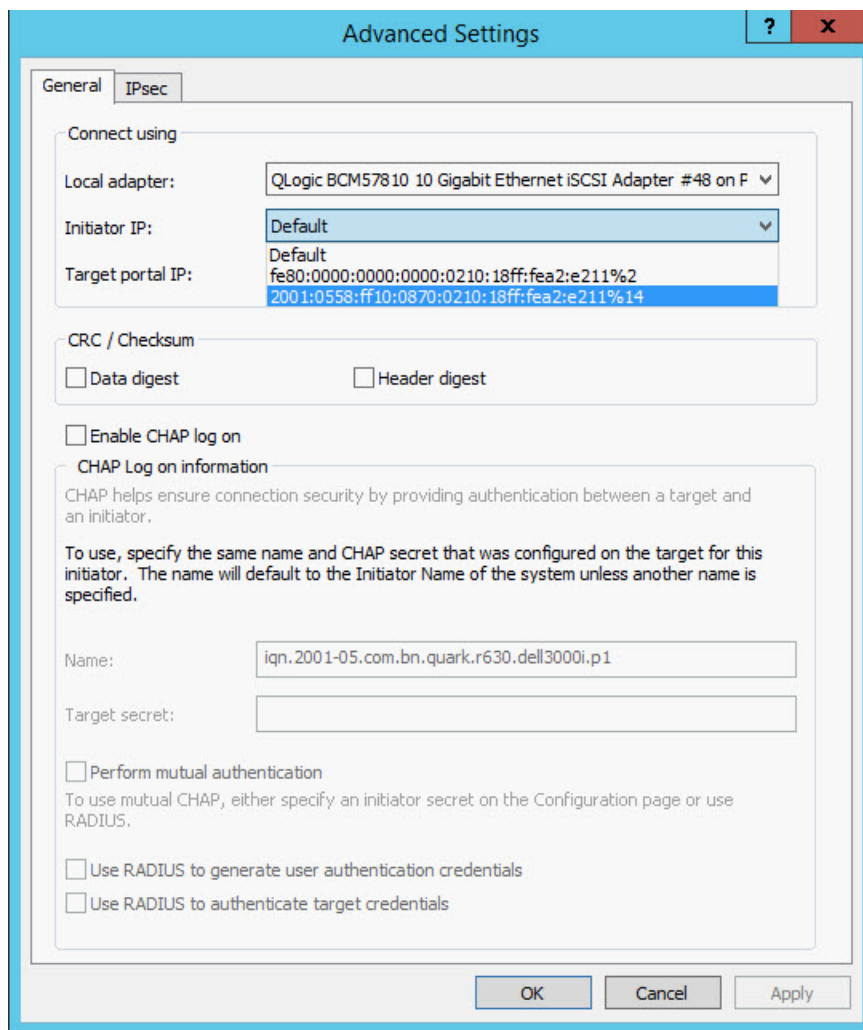 Advanced Settings
?
x
General
IPsec
Connect using
Local adapter:
QLogic BCM57810 10 Gigabit Ethernet iSCSI Adapter #48 on P
Initiator IP:
Default
Default
Target portal IP:
fe80:0000:0000:0000:0210:18ff:fea2:e211%2
2001:0558:ff10:0870:0210:18ff:fea2:e211%14
CRC / Checksum
Data digest
Header digest
Enable CHAP log on
CHAP Log on information
CHAP helps ensure connection security by providing authentication between a target and
an initiator.
To use, specify the same name and CHAP secret that was configured on the target for this
initiator. The name will default to the Initiator Name of the system unless another name is
specified.
Name:
iqn.2001-05.com.bn.quark.r630.dell3000i.p1
Target secret:
Perform mutual authentication
To use mutual CHAP, either specify an initiator secret on the Configuration page or use
RADIUS.
Use RADIUS to generate user authentication credentials
Use RADIUS to authenticate target credentials
OK
Cancel
Apply